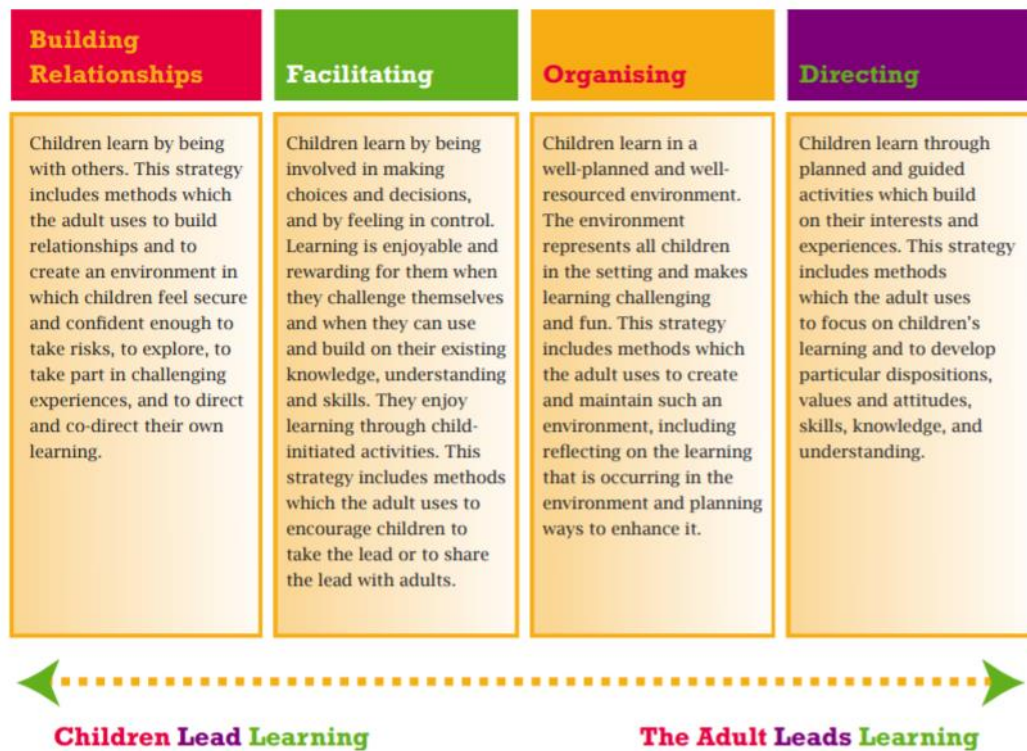 Building
Relationships
Children learn by being
with others. This strategy
includes methods which
the adult uses to build
relationships and to
create an environment in
which children feel secure
and confident enough to
take risks, to explore, to
take part in challenging
experiences, and to direct
and co-direct their own
learning.
Facilitating
Children learn by being
involved in making
choices and decisions,
and by feeling in control.
Learning is enjoyable and
rewarding for them when
they challenge themselves
and when they can use
and build on their existing
knowledge, understanding
and skills. They enjoy
learning through child-
initiated activities. This
strategy includes methods
which the adult uses to
encourage children to
take the lead or to share
the lead with adults.
Organising
Children learn in a
well-planned and well-
resourced environment.
The environment
represents all children
in the setting and makes
learning challenging
and fun. This strategy
includes methods which
the adult uses to create
and maintain such an
environment, including
reflecting on the learning
that is occurring in the
environment and planning
ways to enhance it.
Directing
Children learn through
planned and guided
activities which build
on their interests and
experiences. This strategy
includes methods
which the adult uses
to focus on children's
learning and to develop
particular dispositions,
values and attitudes,
skills, knowledge, and
understanding.
Children Lead Learning
The Adult Leads Learning